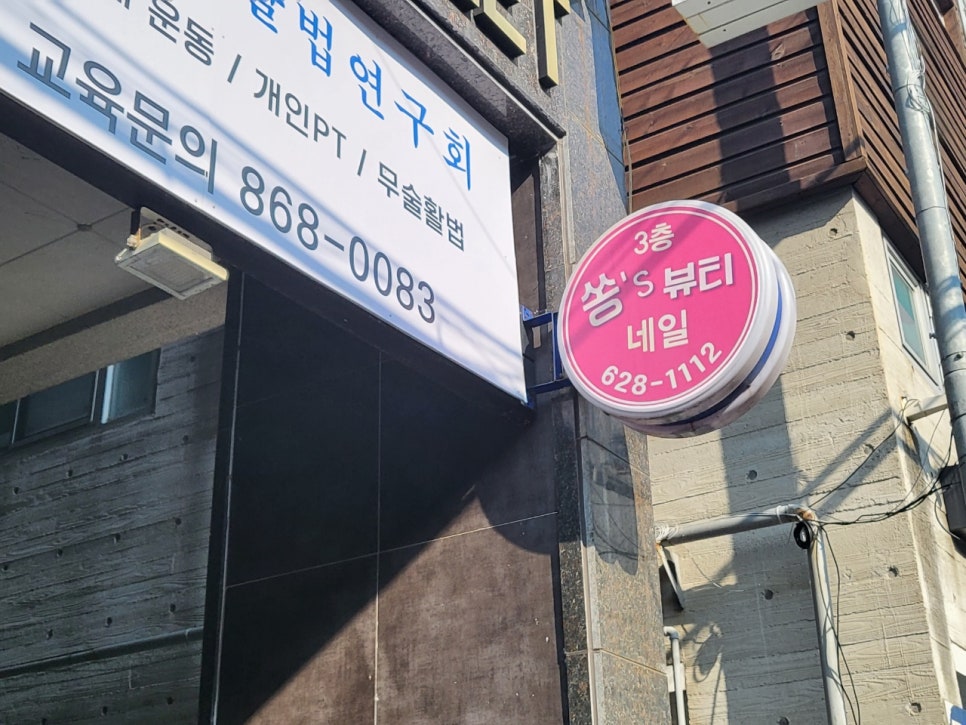 활법연구회
운동 / 개인PT / 무술활법
교육문의 868-0083
3층
쏭's 뷰티
네일
628-1112